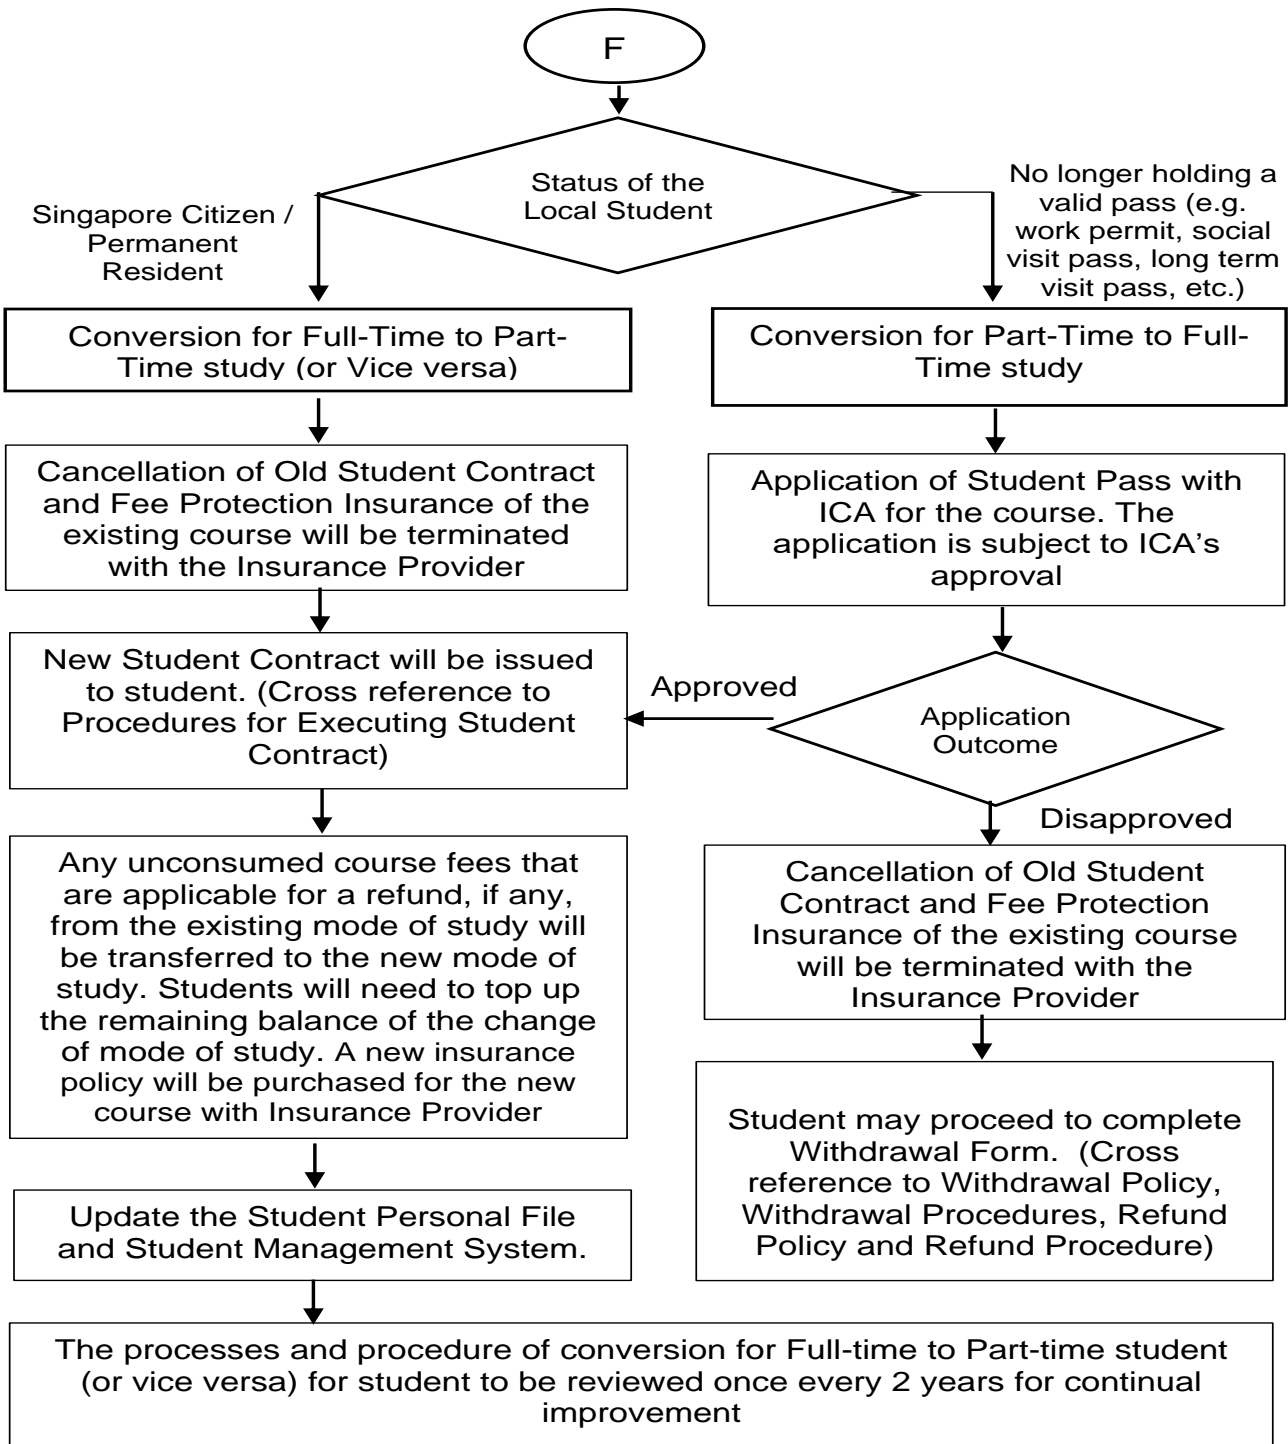 F
Status of the
Local Student
Singapore Citizen /
Permanent
Resident
No longer holding a
valid pass (e.g.
work permit, social
visit pass, long term
visit pass, etc.)
Conversion for Full-Time to Part-
Time study (or Vice versa)
Conversion for Part-Time to Full-
Time study
Cancellation of Old Student Contract
and Fee Protection Insurance of the
existing course will be terminated
with the Insurance Provider
Application of Student Pass with
ICA for the course. The
application is subject to ICA’s
approval
New Student Contract will be issued
to student. (Cross reference to
Procedures for Executing Student
Contract)
Approved
Application
Outcome
Disapproved
Any unconsumed course fees that
are applicable for a refund, if any,
from the existing mode of study will
be transferred to the new mode of
study. Students will need to top up
the remaining balance of the change
of mode of study. A new insurance
policy will be purchased for the new
course with Insurance Provider
Cancellation of Old Student
Contract and Fee Protection
Insurance of the existing course
will be terminated with the
Insurance Provider
Student may proceed to complete
Withdrawal Form.  (Cross
reference to Withdrawal Policy,
Withdrawal Procedures, Refund
Policy and Refund Procedure)
Update the Student Personal File
and Student Management System.
The processes and procedure of conversion for Full-time to Part-time student
(or vice versa) for student to be reviewed once every 2 years for continual
improvement